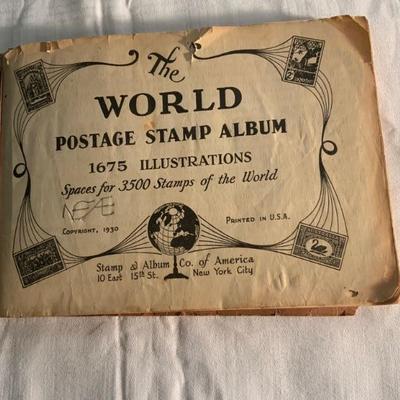 The
WORLD
POSTAGE STAMP ALBUM
1675 ILLUSTRATIONS
Spaces for 3500 Stamps of the World
COPYRIGHT, 1930
PRINTED IN U.S.A.
Stamp & Album Co. of America
10 East 15th St. New York City